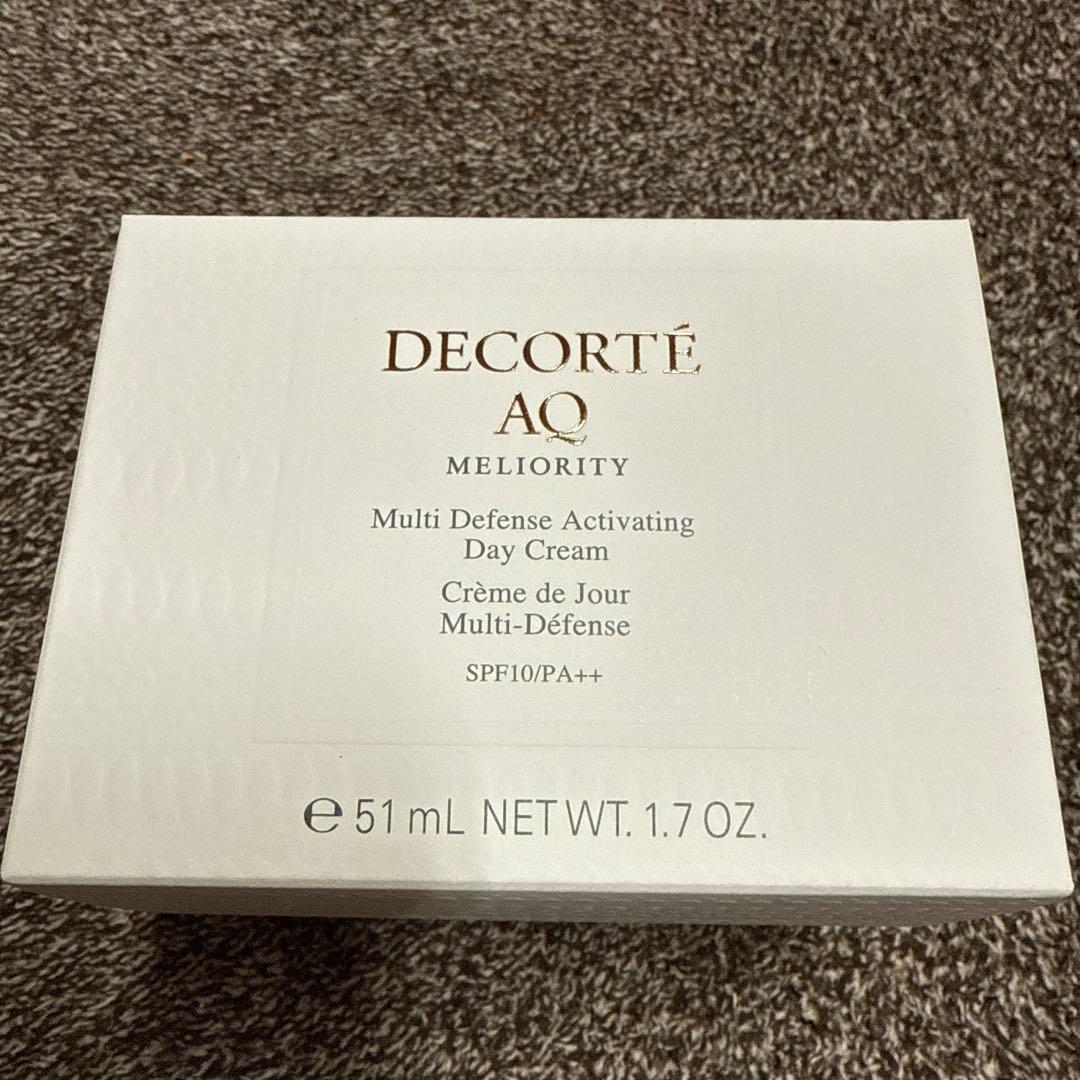 DECORTÉ
AQ
MELIORITY
Multi Defense Activating
Day Cream
Crème de Jour
Multi-Défense
SPF10/PA++
℮ 51 mL NET WT. 1.7 OZ.